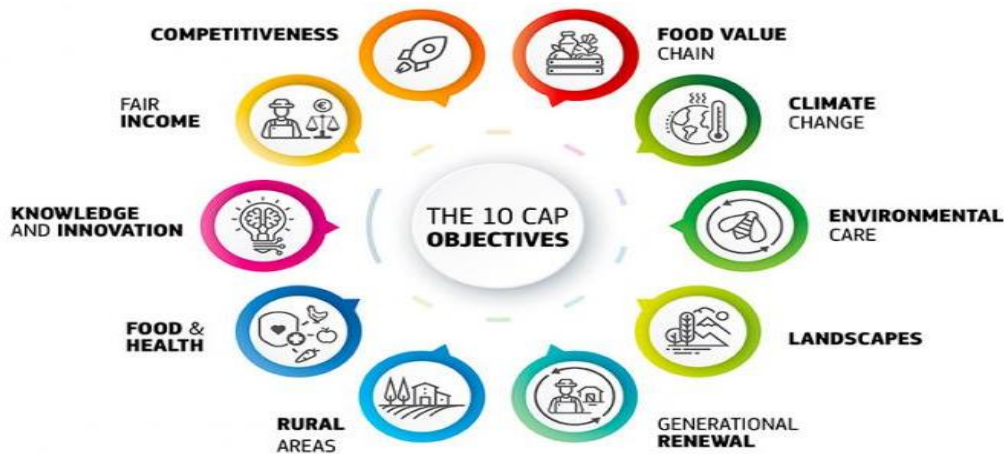 COMPETITIVENESS
FOOD VALUE
CHAIN
FAIR
INCOME
CLIMATE
CHANGE
KNOWLEDGE
AND INNOVATION
THE 10 CAP
OBJECTIVES
ENVIRONMENTAL
CARE
FOOD &
HEALTH
LANDSCAPES
RURAL
AREAS
GENERATIONAL
RENEWAL